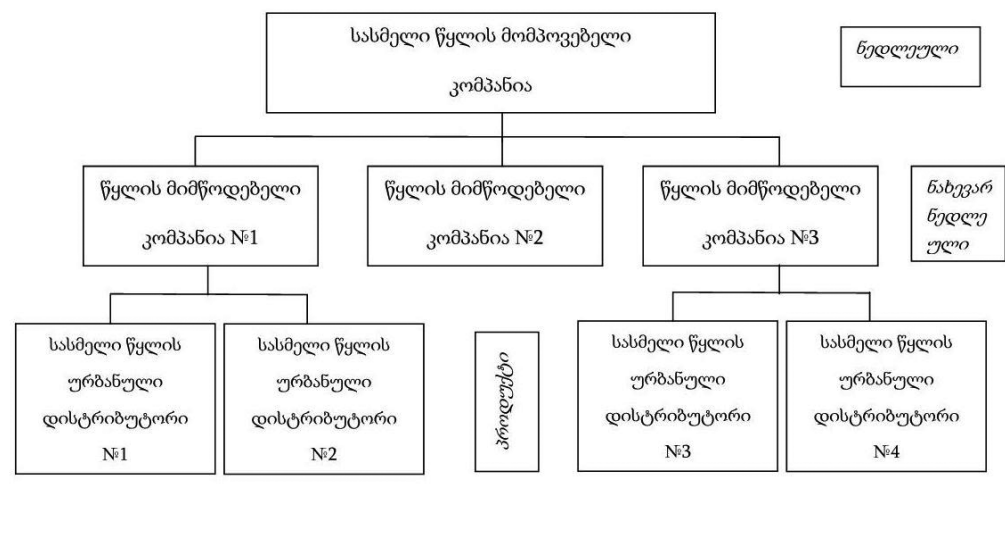 სასმელი წყლის მომპოვებელი
კომპანია
ნედლეული
წყლის მიმწოდებელი
კომპანია №1
წყლის მიმწოდებელი
კომპანია №2
წყლის მიმწოდებელი
კომპანია №3
ნახევარ
ნედლე
ული
სასმელი წყლის
ურბანული
დისტრიბუტორი
№1
სასმელი წყლის
ურბანული
დისტრიბუტორი
№2
პროდუქტი
სასმელი წყლის
ურბანული
დისტრიბუტორი
№3
სასმელი წყლის
ურბანული
დისტრიბუტორი
№4